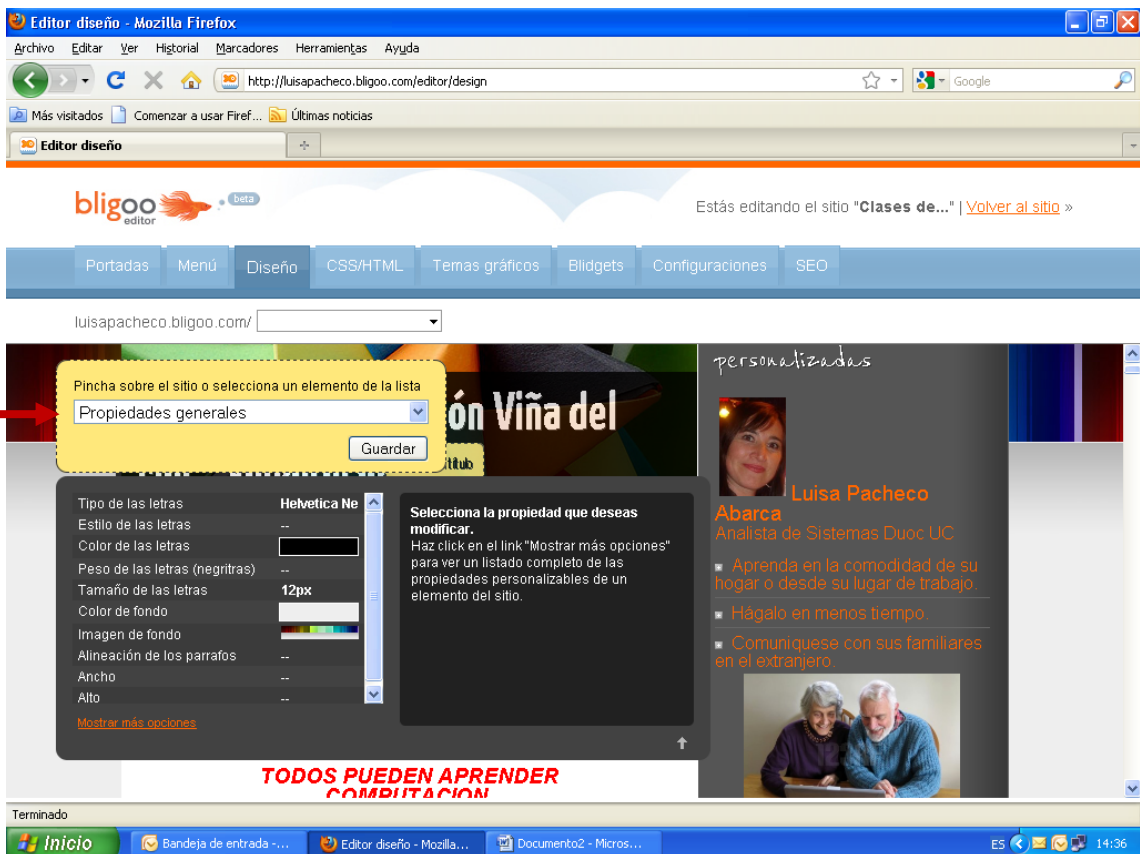 Editor diseño - Mozilla Firefox
Archivo Editar Ver Historial Marcadores Herramientas Ayuda
http://luisapacheco.bligoo.com/editor/design
Google
Más visitados Comenzar a usar Firef... Últimas noticias
Editor diseño
bligoo
editor
beta
Estás editando el sitio "Clases de..." | Volver al sitio »
Portadas Menú Diseño CSS/HTML Temas gráficos Blidgets Configuraciones SEO
luisapacheco.bligoo.com/
Pincha sobre el sitio o selecciona un elemento de la lista
Propiedades generales
Guardar
ón Viña del
título
Tipo de las letras Helvetica Ne
Estilo de las letras --
Color de las letras
Peso de las letras (negritras) --
Tamaño de las letras 12px
Color de fondo
Imagen de fondo
Alineación de los parrafos --
Ancho --
Alto --
Mostrar más opciones
Selecciona la propiedad que deseas
modificar.
Haz click en el link "Mostrar más opciones"
para ver un listado completo de las
propiedades personalizables de un
elemento del sitio.
personalizadas
Luisa Pacheco
Abarca
Analista de Sistemas Duoc UC
Aprenda en la comodidad de su
hogar o desde su lugar de trabajo.
Hágalo en menos tiempo.
Comuniquese con sus familiares
en el extranjero.
TODOS PUEDEN APRENDER
COMPUTACION
Terminado
Inicio
Bandeja de entrada -...
Editor diseño - Mozilla...
Documento2 - Micros...
ES
14:36